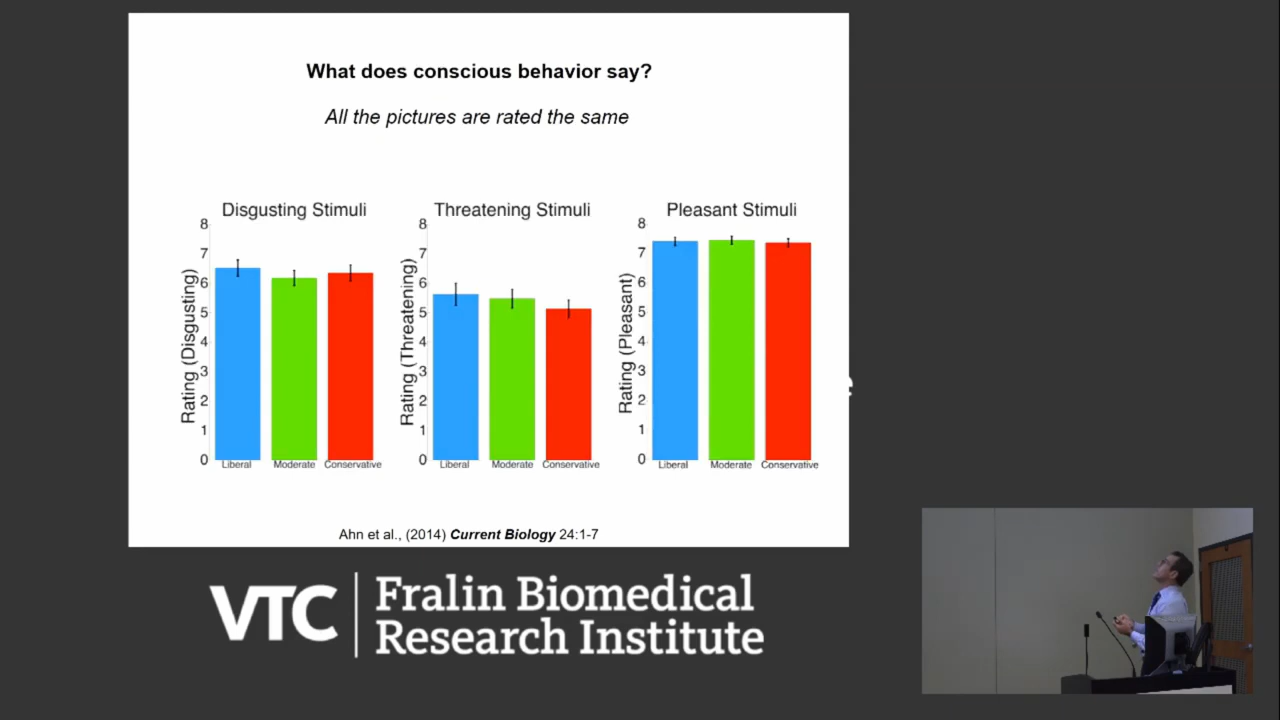 What does conscious behavior say?
All the pictures are rated the same
Disgusting Stimuli
Rating (Disgusting)
8
7
6
5
4
3
2
1
0
Liberal Moderate Conservative
Threatening Stimuli
Rating (Threatening)
8
7
6
5
4
3
2
1
0
Liberal Moderate Conservative
Pleasant Stimuli
Rating (Pleasant)
8
7
6
5
4
3
2
1
0
Liberal Moderate Conservative
Ahn et al., (2014) Current Biology 24:1-7
VTC
Fralin Biomedical
Research Institute